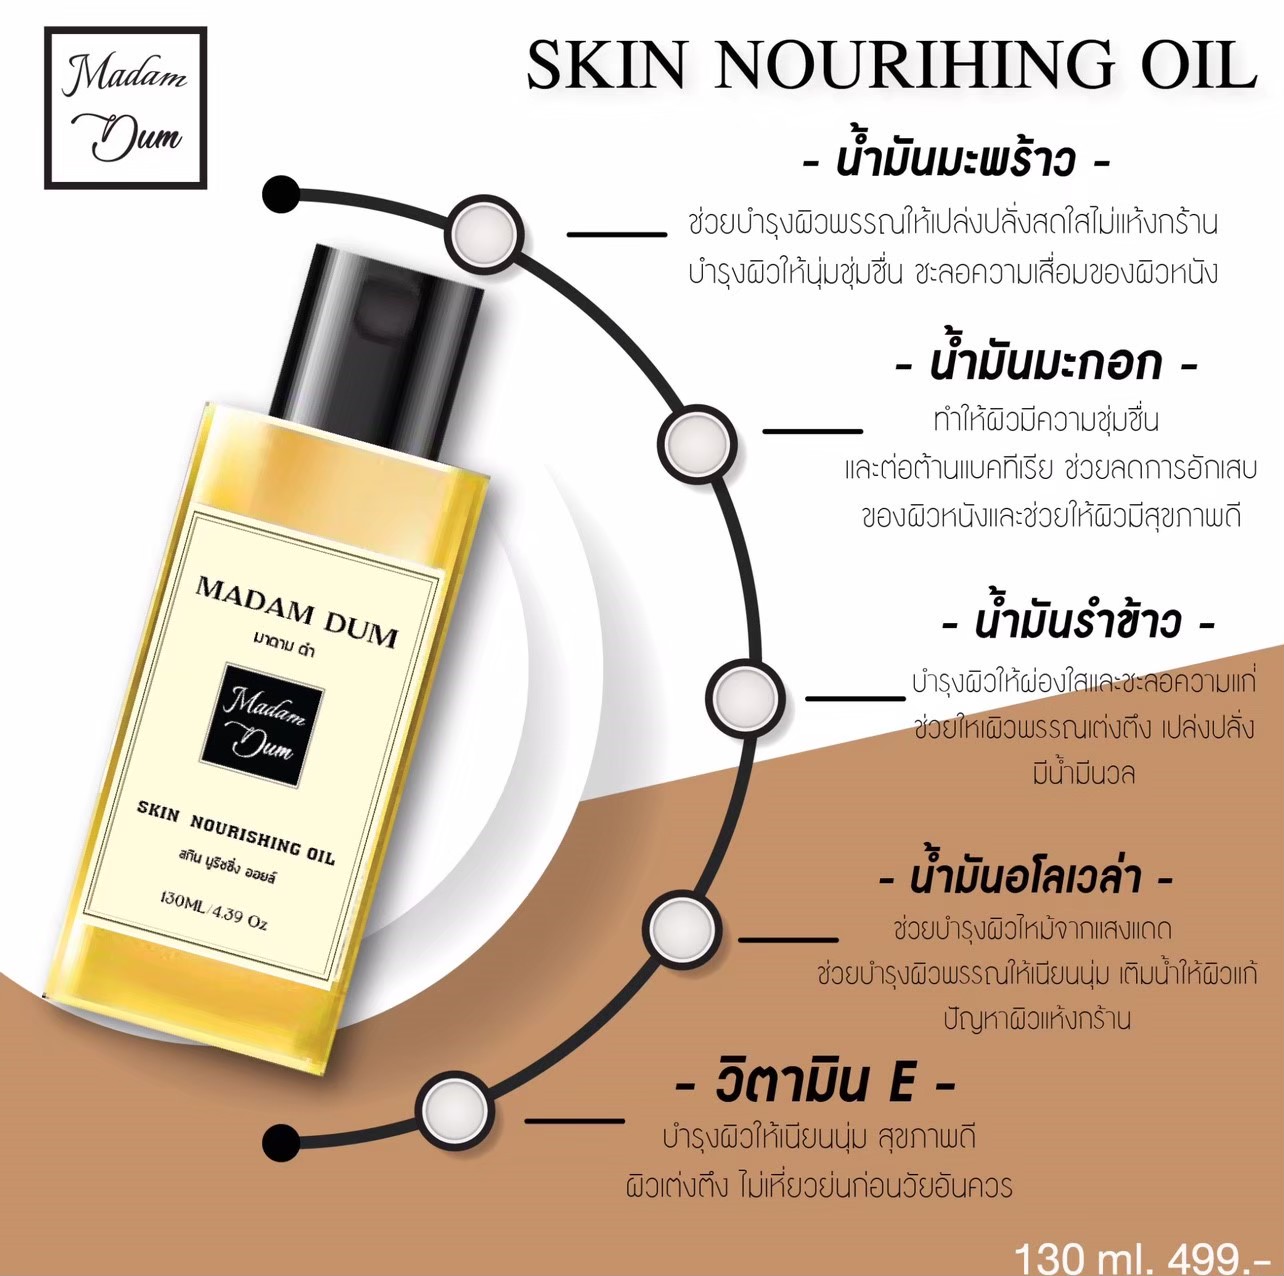 Madam
Dum
SKIN NOURIHING OIL
- น้ำมันมะพร้าว -
ช่วยบำรุงผิวพรรณให้เปล่งปลั่งสดใสไม่แห้งกร้าน
บำรุงผิวให้นุ่มชุ่มชื่น ชะลอความเสื่อมของผิวหนัง
- น้ำมันมะกอก -
ทำให้ผิวมีความชุ่มชื่น
และต่อต้านแบคทีเรีย ช่วยลดการอักเสบ
ของผิวหนังและช่วยให้ผิวมีสุขภาพดี
- น้ำมันรำข้าว -
บำรุงผิวให้ผ่องใสและชะลอความแก่
ช่วยใหเผิวพรรณเต่งตึง เปล่งปลั่ง
มีน้ำมีนวล
- น้ำมันอโลเวล่า -
ช่วยบำรุงผิวไหม้จากแสงแดด
ช่วยบำรุงผิวพรรณให้เนียนนุ่ม เติมน้ำให้ผิวแก้
ปัญหาผิวแห้งกร้าน
- วิตามิน E -
บำรุงผิวให้เนียนนุ่ม สุขภาพดี
ผิวเต่งตึง ไม่เหี่ยวย่นก่อนวัยอันควร
MADAM DUM
มาดาม ดำ
Madam
Dum
SKIN NOURISHING OIL
สกิน นูริชชิ่ง ออยล์
130ML/4.39 Oz
130 ml. 499.-